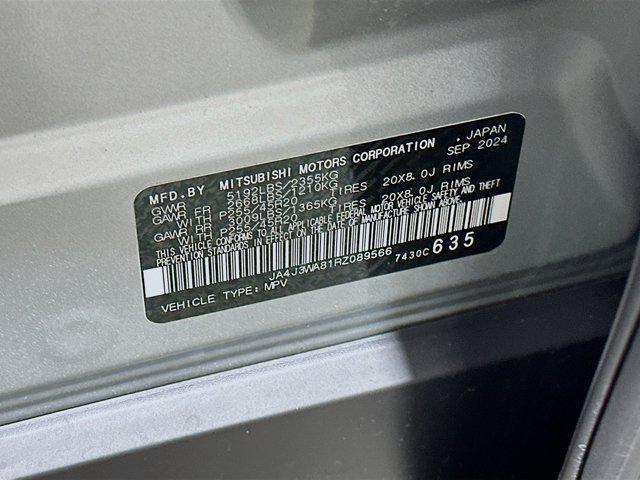 MFD.BY MITSUBISHI MOTORS CORPORATION . JAPAN
SEP 2024
GVWR 5192LBS/2355KG
GAWR FR 2668LBS/1210KG
WITH P255/45R20 TIRES 20X8.0J RIMS
GAWR RR 3009LBS/1365KG
WITH P255/45R20 TIRES 20X8.0J RIMS
THIS VEHICLE CONFORMS TO ALL APPLICABLE FEDERAL MOTOR VEHICLE SAFETY AND THEFT
PREVENTION STANDARDS IN EFFECT ON THE DATE OF MANUFACTURE SHOWN ABOVE.
JA4J3WA81RZ089566 7430C 635
VEHICLE TYPE: MPV